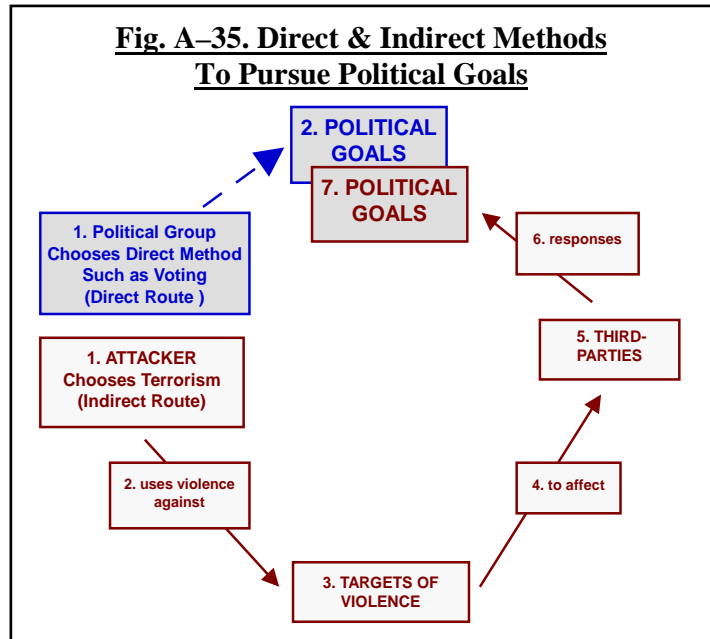 Fig. A–35. Direct & Indirect Methods
To Pursue Political Goals
2. POLITICAL
GOALS
7. POLITICAL
GOALS
1. Political Group
Chooses Direct Method
Such as Voting
(Direct Route )
6. responses
1. ATTACKER
Chooses Terrorism
(Indirect Route)
5. THIRD-
PARTIES
2. uses violence
against
4. to affect
3. TARGETS OF
VIOLENCE